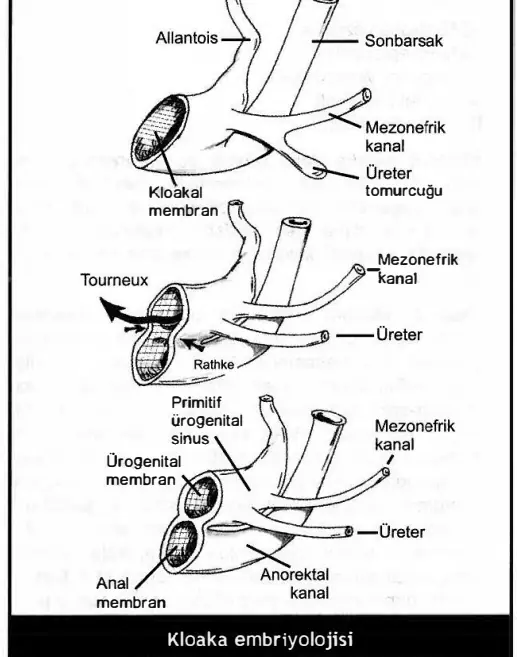 Allantois
Sonbarsak
Mezonefrik
kanal
Üreter
tomurcuğu
Kloakal
membran
Mezonefrik
kanal
Tourneux
Üreter
Rathke
Primitif
ürogenital
sinus
Mezonefrik
kanal
Ürogenital
membran
Üreter
Anal
membran
Anorektal
kanal
Kloaka embriyolojisi